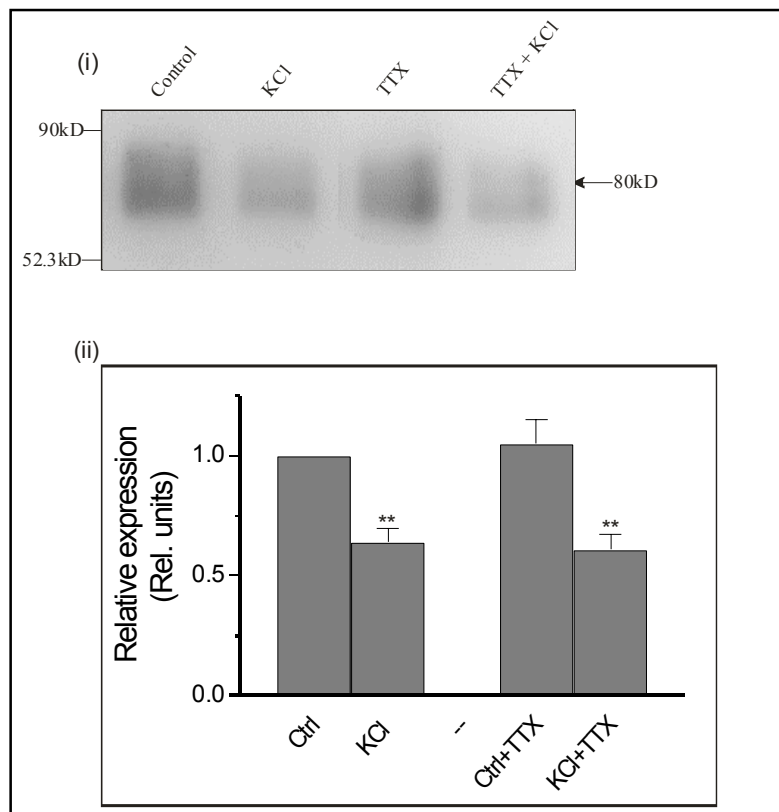 (i)
Control KCl TTX TTX + KCl
90kD
80kD
52.3kD
(ii)
Relative expression
(Rel. units)
1.0
**
**
0.5
0.0
Ctrl KCl -- Ctrl+TTX KCl+TTX